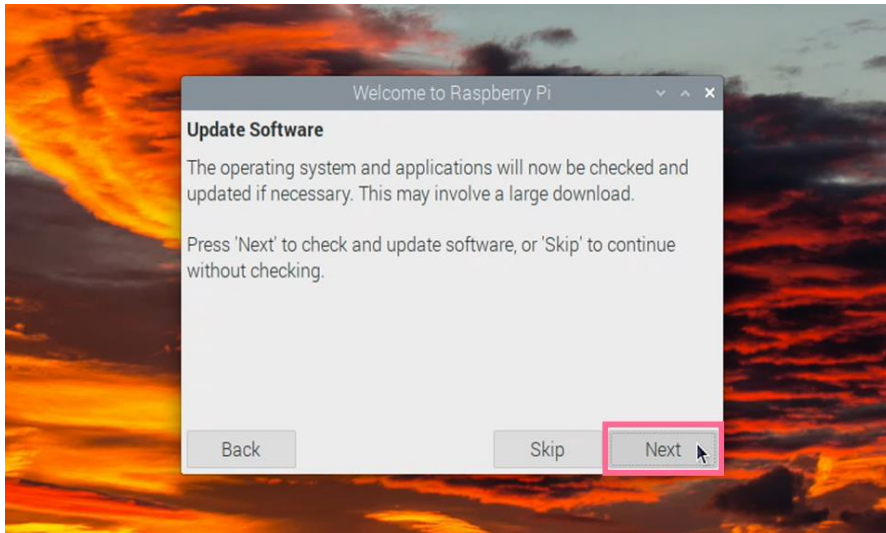 Welcome to Raspberry Pi
Update Software
The operating system and applications will now be checked and
updated if necessary. This may involve a large download.
Press 'Next' to check and update software, or 'Skip' to continue
without checking.
Back Skip Next